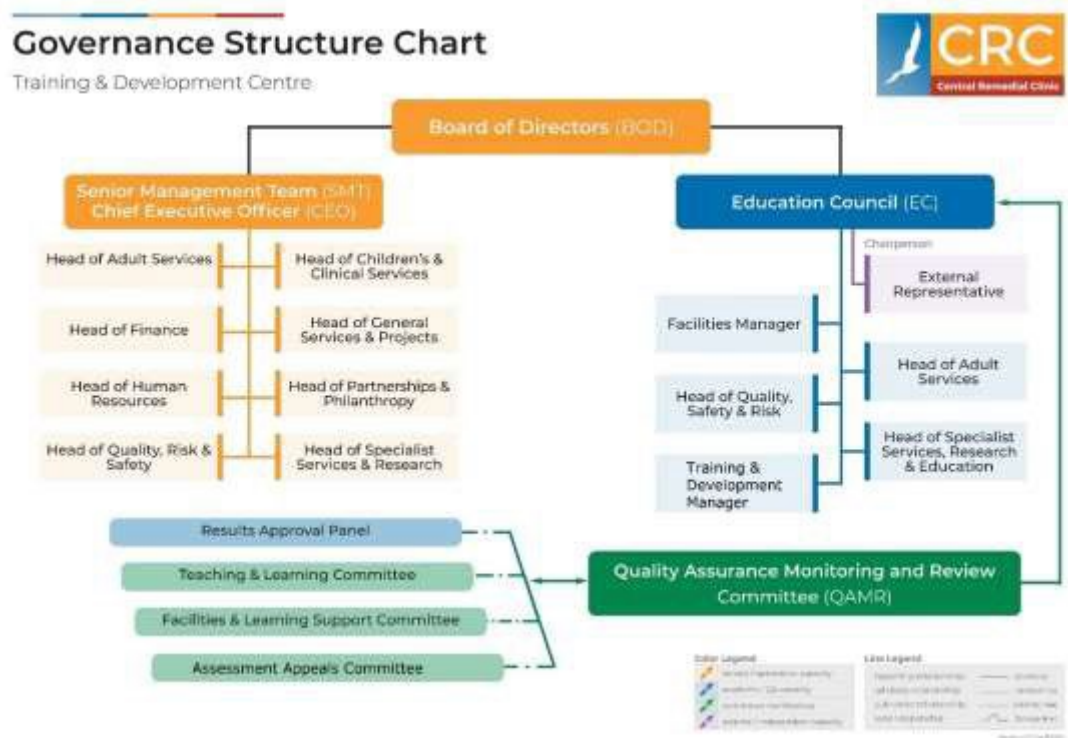 Governance Structure Chart
Training & Development Centre
CRC
Central Remedial Clinic
Board of Directors (BOD)
Senior Management Team (SMT)
Chief Executive Officer (CEO)
Education Council (EC)
Head of Adult Services
Head of Children's &
Clinical Services
Head of Finance
Head of General
Services & Projects
Head of Human
Resources
Head of Partnerships &
Philanthropy
Head of Quality, Risk &
Safety
Head of Specialist
Services & Research
Chairperson
External
Representative
Facilities Manager
Head of Adult
Services
Head of Quality,
Safety & Risk
Head of Specialist
Services, Research
& Education
Training &
Development
Manager
Results Approval Panel
Teaching & Learning Committee
Facilities & Learning Support Committee
Assessment Appeals Committee
Quality Assurance Monitoring and Review
Committee (QAMR)
Color Legend
Line Legend